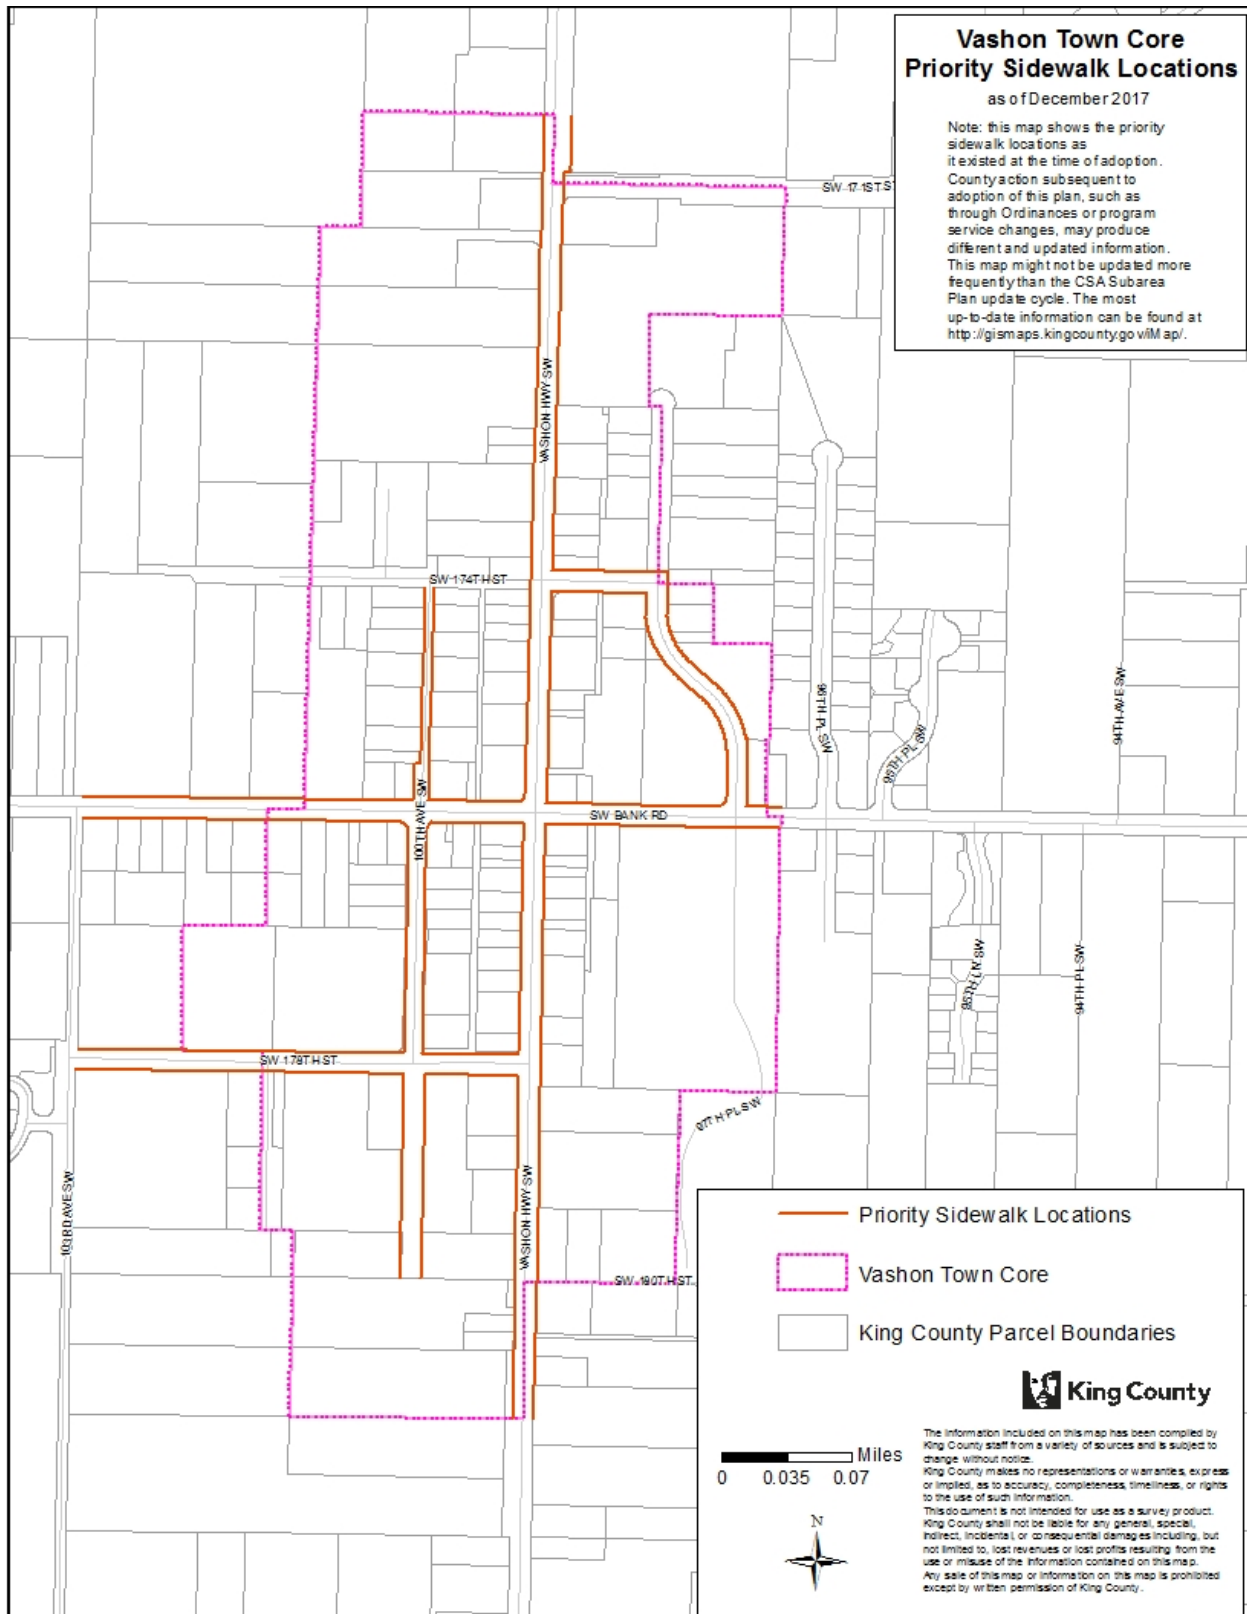 Vashon Town Core
Priority Sidewalk Locations
as of December 2017
Note: this map shows the priority
sidewalk locations as
it existed at the time of adoption.
County action subsequent to
adoption of this plan, such as
through Ordinances or program
service changes, may produce
different and updated information.
This map might not be updated more
frequently than the CSA Subarea
Plan update cycle. The most
up-to-date information can be found at
http://gismaps.kingcounty.gov/iMap/.
SW 171ST ST
VASHON HWY SW
SW 174TH ST
96TH PL SW
94TH AVE SW
95TH PL SW
100TH AVE SW
SW BANK RD
95TH LN SW
94TH PL SW
SW 178TH ST
97TH PL SW
103RD AVE SW
VASHON HWY SW
SW 180TH ST
Priority Sidewalk Locations
Vashon Town Core
King County Parcel Boundaries
King County
Miles
0 0.035 0.07
N
The information included on this map has been compiled by
King County staff from a variety of sources and is subject to
change without notice.
King County makes no representations or warranties, express
or implied, as to accuracy, completeness, timeliness, or rights
to the use of such information.
This document is not intended for use as a survey product.
King County shall not be liable for any general, special,
indirect, incidental, or consequential damages including, but
not limited to, lost revenues or lost profits resulting from the
use or misuse of the information contained on this map.
Any sale of this map or information on this map is prohibited
except by written permission of King County.